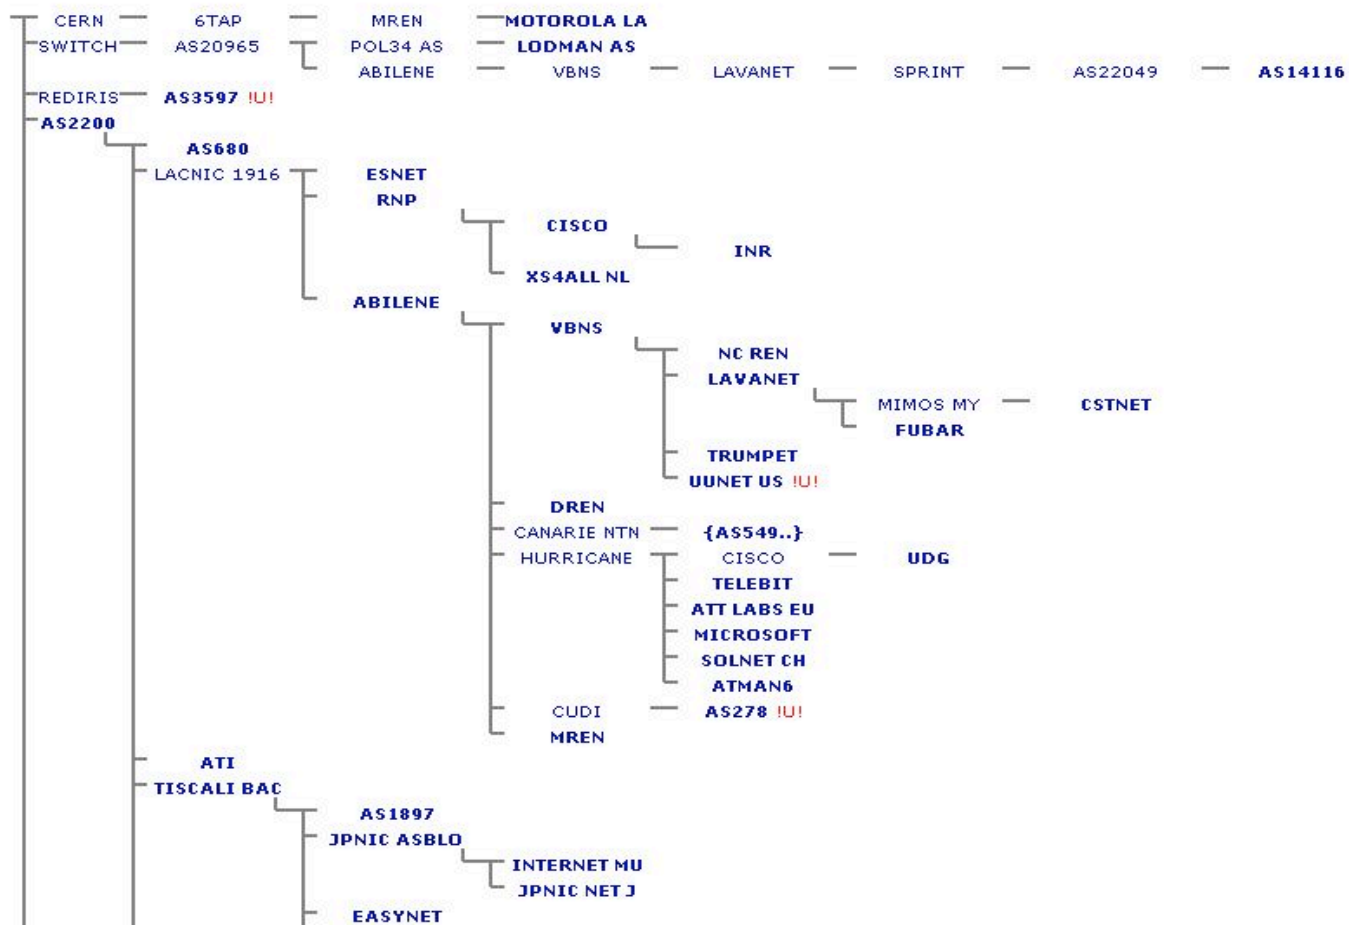 CERN 6TAP MREN MOTOROLA LA
SWITCH AS20965 POL34 AS LODMAN AS
ABILENE VBNS LAVANET SPRINT AS22049 AS14116
REDIRIS AS3597 !U!
AS2200
AS680
LACNIC 1916 ESNET
RNP
CISCO
INR
XS4ALL NL
ABILENE
VBNS
NC REN
LAVANET
MIMOS MY CSTNET
FUBAR
TRUMPET
UUNET US !U!
DREN
CANARIE NTN {AS549..}
HURRICANE CISCO UDG
TELEBIT
ATT LABS EU
MICROSOFT
SOLNET CH
ATMAN6
CUDI AS278 !U!
MREN
ATI
TISCALI BAC
AS1897
JPNIC ASBLO
INTERNET MU
JPNIC NET J
EASYNET